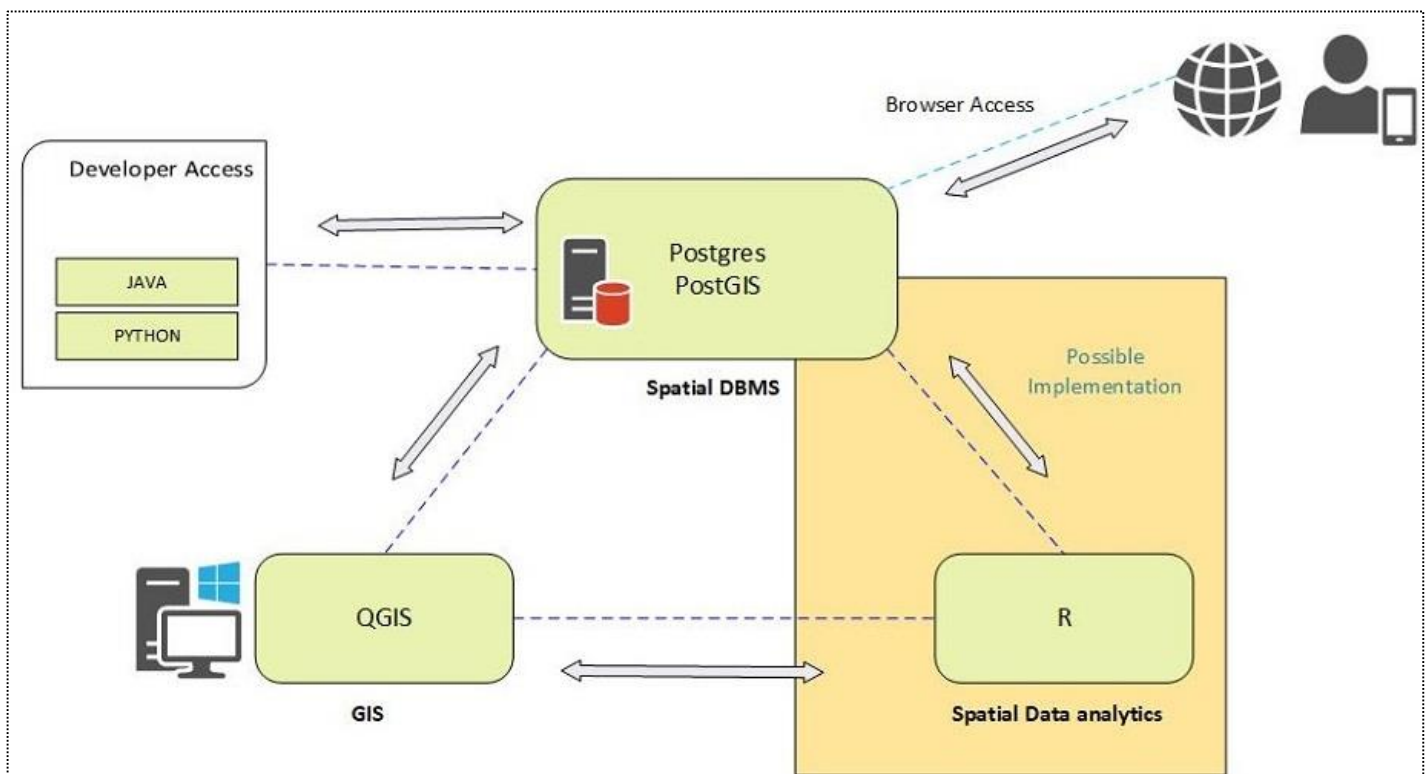 Browser Access
Developer Access
JAVA
PYTHON
Postgres
PostGIS
Spatial DBMS
Possible
Implementation
QGIS
GIS
R
Spatial Data analytics